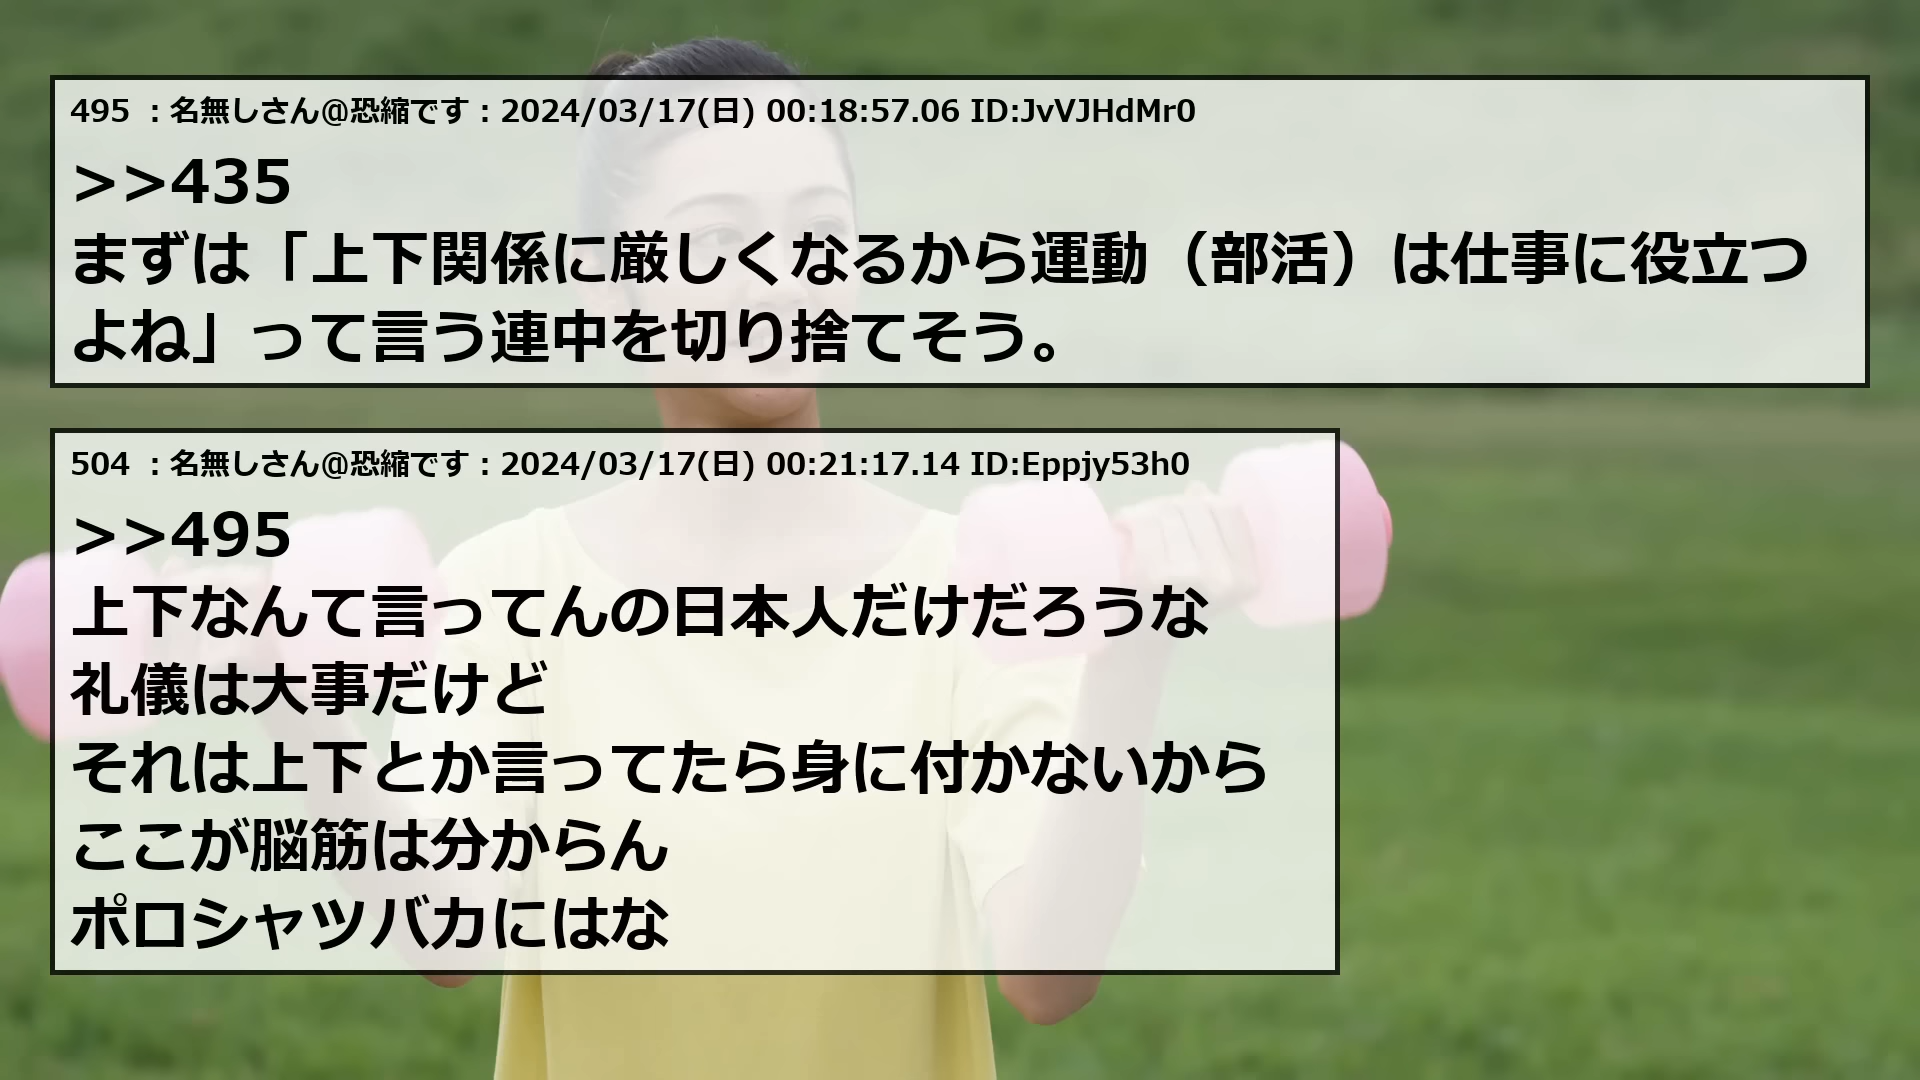 495 ：名無しさん@恐縮です：2024/03/17(日) 00:18:57.06 ID:JvVJHdMr0
>>435
まずは「上下関係に厳しくなるから運動（部活）は仕事に役立つ
よね」って言う連中を切り捨てそう。
504 ：名無しさん@恐縮です：2024/03/17(日) 00:21:17.14 ID:Eppjy53h0
>>495
上下なんて言ってんの日本人だけだろうな
礼儀は大事だけど
それは上下とか言ってたら身に付かないから
ここが脳筋は分からん
ポロシャツバカにはな